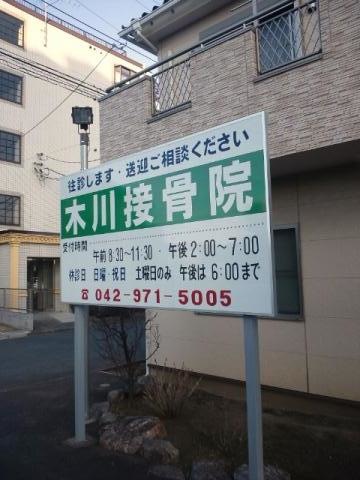 往診します・送迎ご相談ください
木川接骨院
受付時間 午前8:30〜11:30・午後2:00〜7:00
休診日 日曜・祝日 土曜日のみ 午後は6:00まで
☎042-971-5005